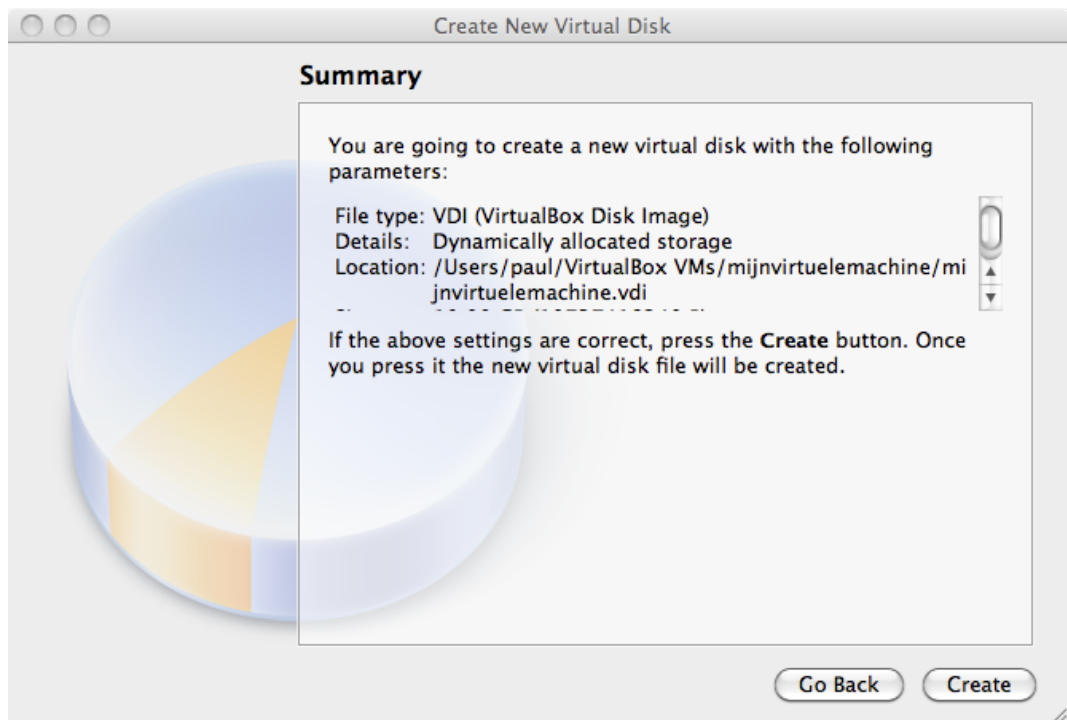 Create New Virtual Disk
Summary
You are going to create a new virtual disk with the following
parameters:
File type: VDI (VirtualBox Disk Image)
Details: Dynamically allocated storage
Location: /Users/paul/VirtualBox VMs/mijnvirtuelemachine/mi
jnvirtuelemachine.vdi
If the above settings are correct, press the Create button. Once
you press it the new virtual disk file will be created.
Go Back
Create